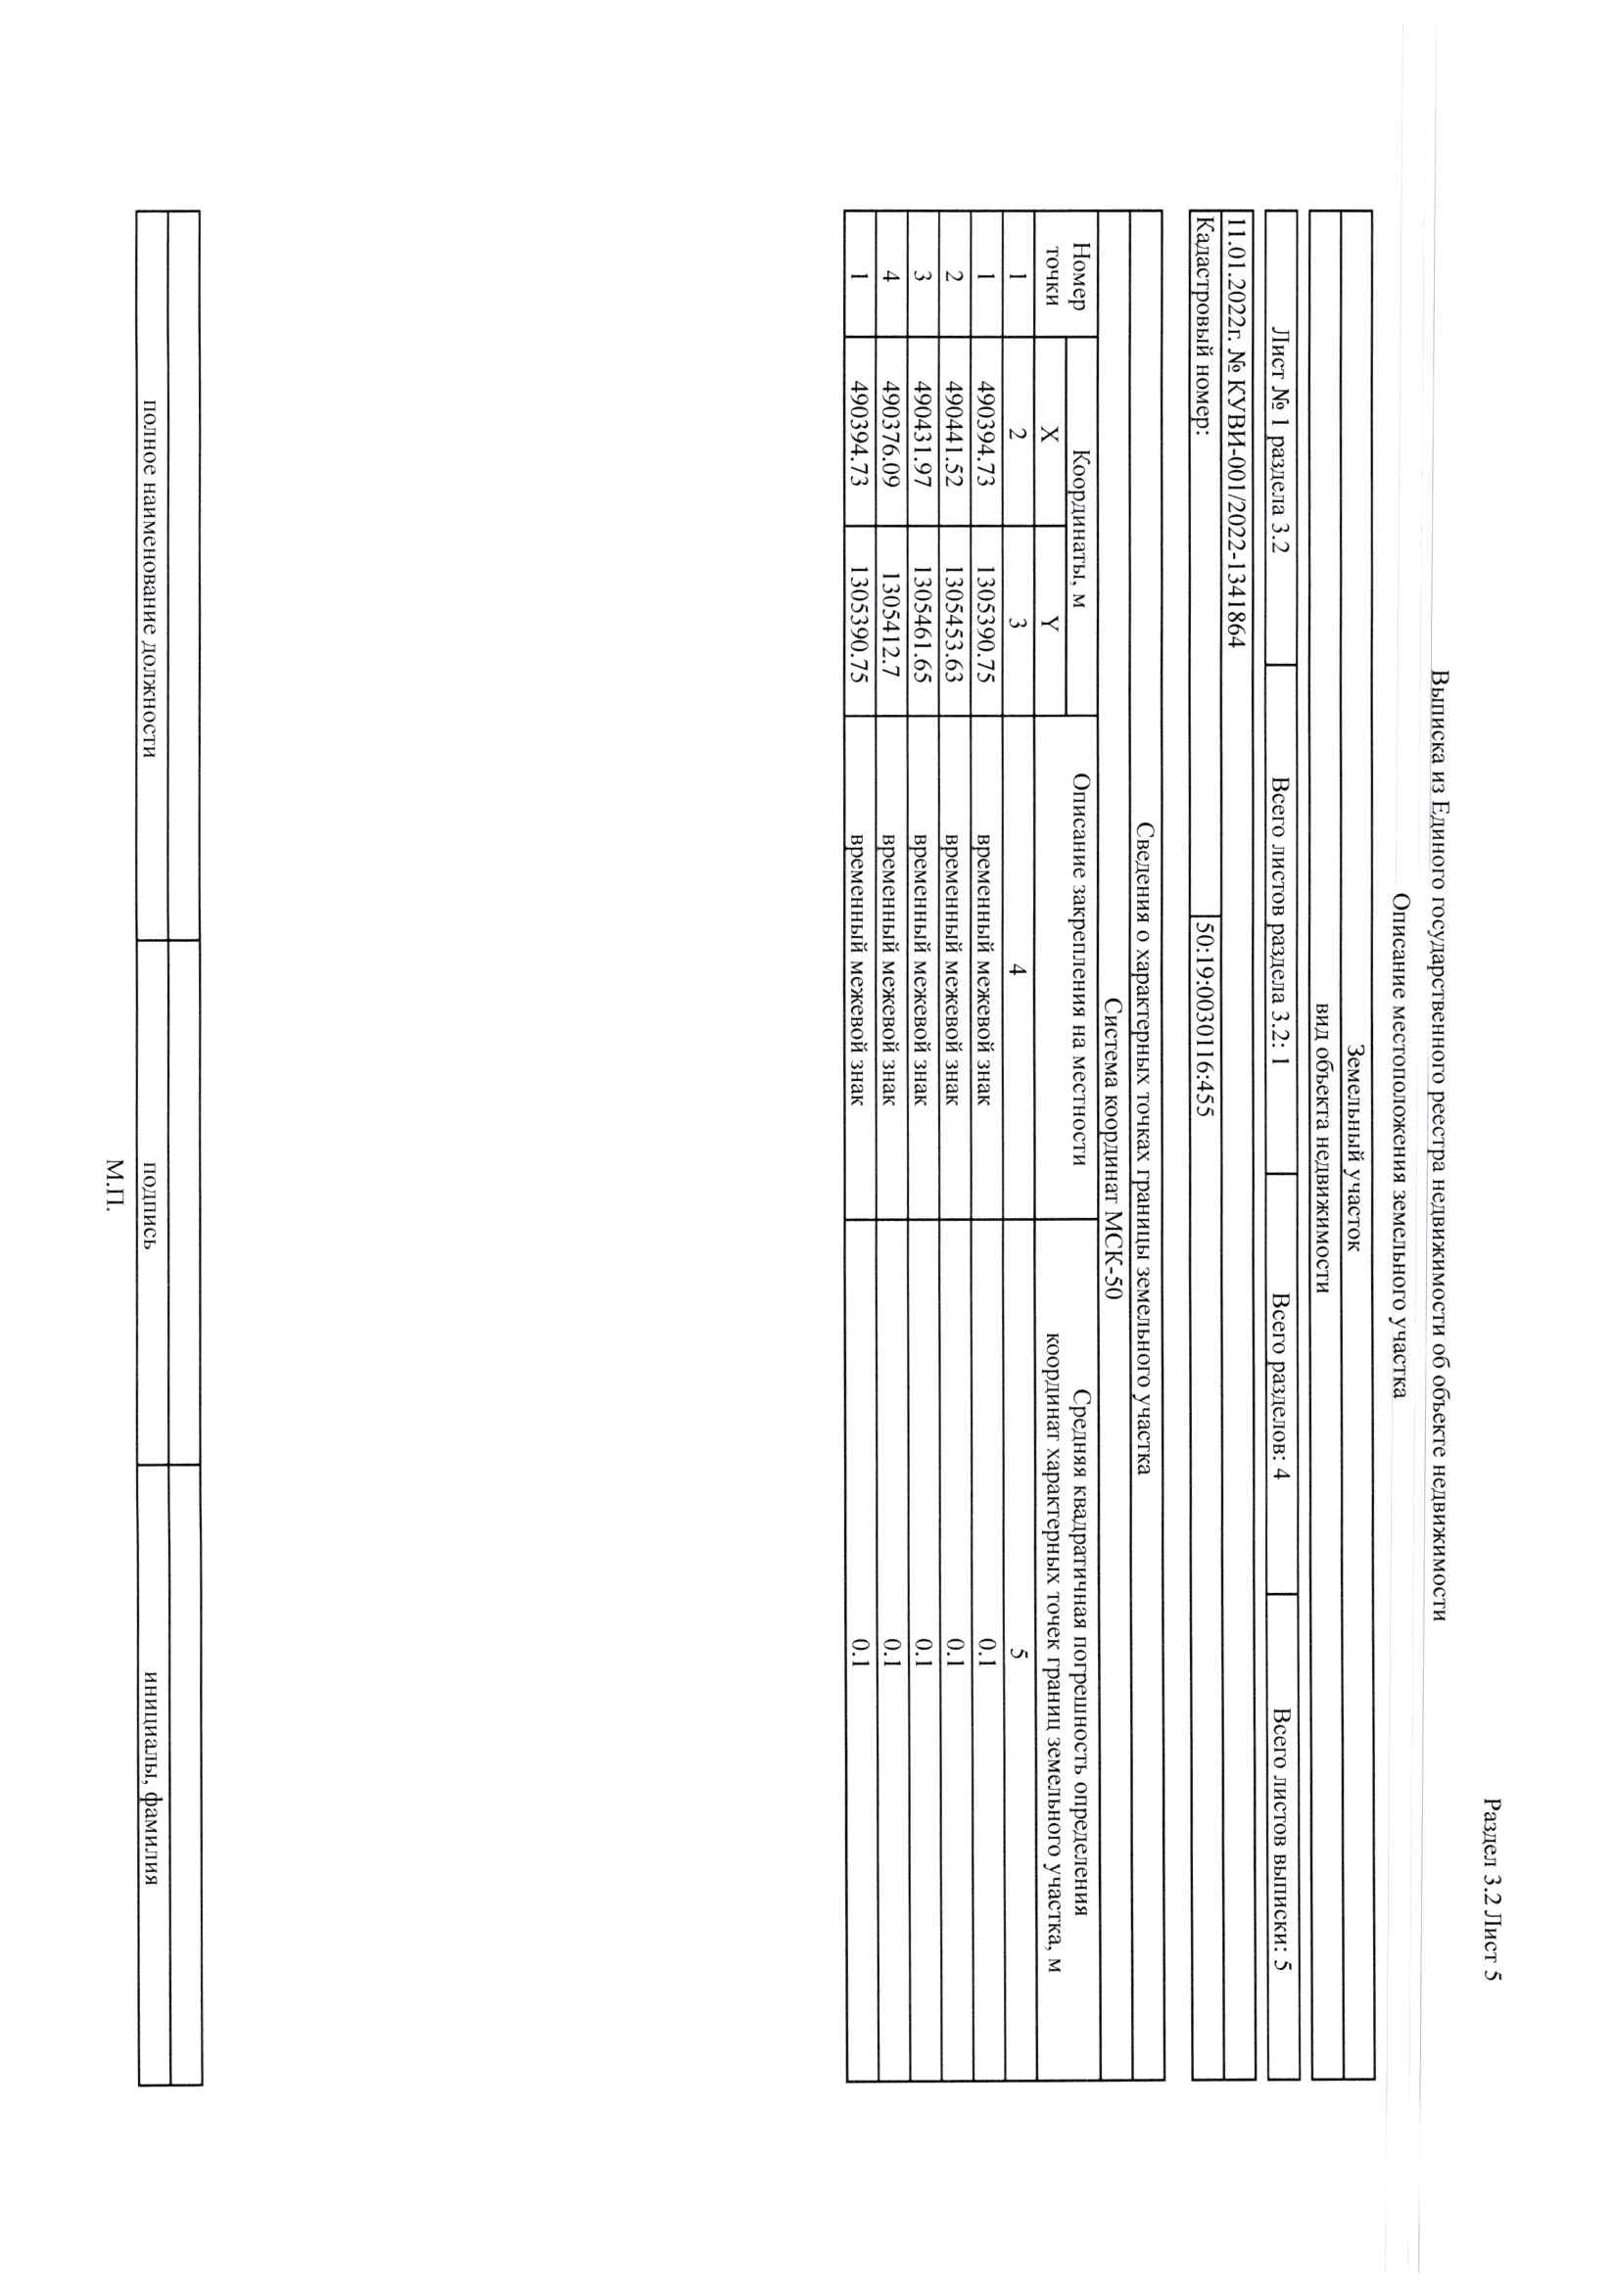 Раздел 3.2 Лист 5
Выписка из Единого государственного реестра недвижимости об объекте недвижимости
Описание местоположения земельного участка
Земельный участок
вид объекта недвижимости
Лист № 1 раздела 3.2 Всего листов раздела 3.2: 1 Всего разделов: 4 Всего листов выписки: 5
11.01.2022г. № КУВИ-001/2022-1341864
Кадастровый номер: 50:19:0030116:455
Сведения о характерных точках границы земельного участка
Система координат МСК-50
Номер точки Координаты, м Описание закрепления на местности Средняя квадратичная погрешность определения
X Y координат характерных точек границ земельного участка, м
1 2 3 4 5
1 490394.73 1305390.75 временный межевой знак 0.1
2 490441.52 1305453.63 временный межевой знак 0.1
3 490431.97 1305461.65 временный межевой знак 0.1
4 490376.09 1305412.7 временный межевой знак 0.1
1 490394.73 1305390.75 временный межевой знак 0.1
полное наименование должности подпись инициалы, фамилия
М.П.